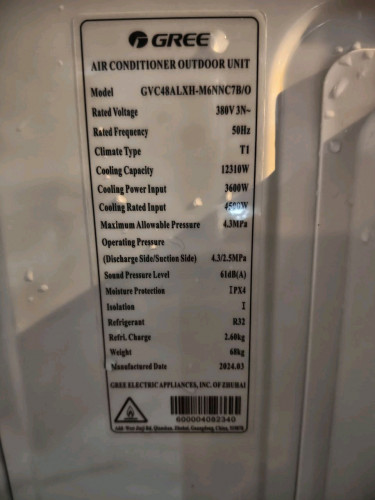 GREE
AIR CONDITIONER OUTDOOR UNIT
Model GVC48ALXH-M6NNC7B/O
Rated Voltage 380V 3N~
Rated Frequency 50Hz
Climate Type T1
Cooling Capacity 12310W
Cooling Power Input 3600W
Cooling Rated Input 4500W
Maximum Allowable Pressure 4.3MPa
Operating Pressure
(Discharge Side/Suction Side) 4.3/2.5MPa
Sound Pressure Level 61dB(A)
Moisture Protection IPX4
Isolation I
Refrigerant R32
Refri. Charge 2.60kg
Weight 68kg
Manufactured Date 2024.03
GREE ELECTRIC APPLIANCES, INC. OF ZHUHAI
600004082340